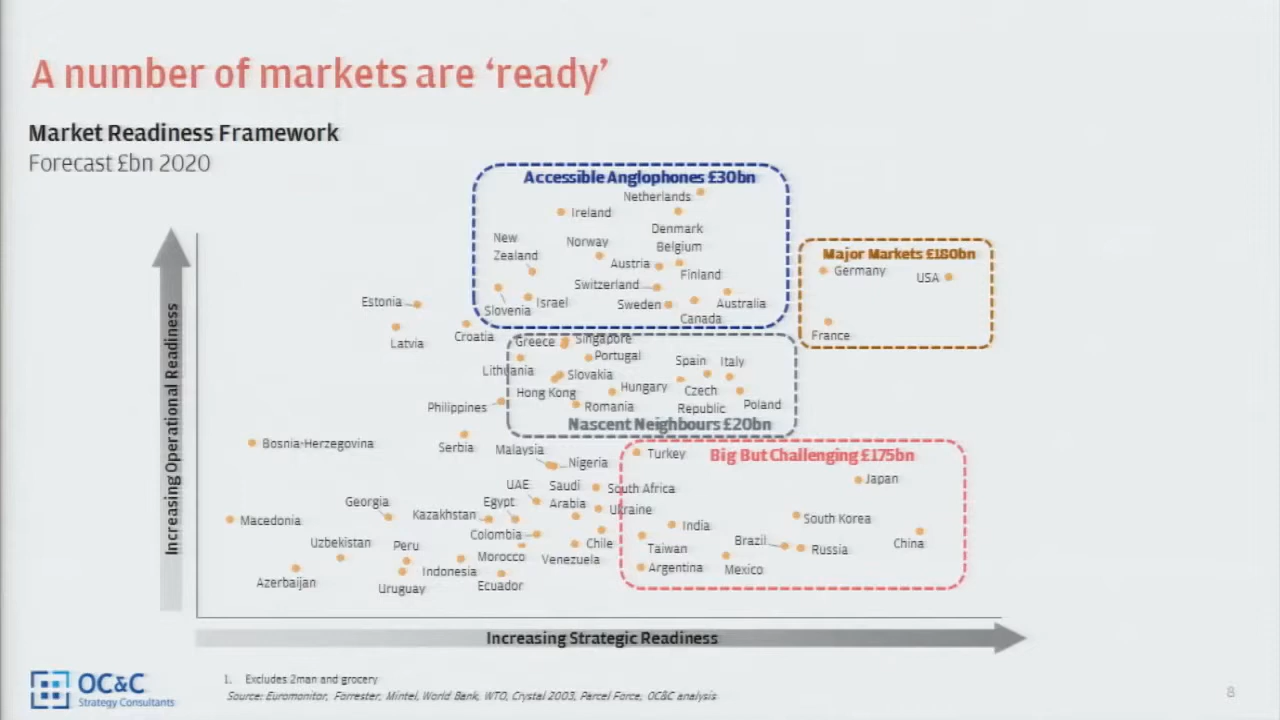 A number of markets are ‘ready’
Market Readiness Framework
Forecast £bn 2020
Accessible Anglophones £30bn
Netherlands
Ireland
Denmark
New
Zealand
Norway
Belgium
Austria
Finland
Switzerland
Slovenia
Israel
Sweden
Australia
Canada
Major Markets £180bn
Germany
USA
France
Estonia
Latvia
Croatia
Greece
Singapore
Portugal
Lithuania
Slovakia
Spain
Italy
Hong Kong
Hungary
Czech
Republic
Poland
Romania
Philippines
Nascent Neighbours £20bn
Bosnia-Herzegovina
Serbia
Malaysia
Nigeria
Turkey
Big But Challenging £175bn
Japan
UAE
Saudi
Arabia
South Africa
Georgia
Egypt
Ukraine
Macedonia
Kazakhstan
India
South Korea
Uzbekistan
Peru
Colombia
Chile
Taiwan
Brazil
Russia
China
Azerbaijan
Uruguay
Indonesia
Morocco
Venezuela
Ecuador
Argentina
Mexico
Increasing Operational Readiness
Increasing Strategic Readiness
OC&C
Strategy Consultants
1. Excludes 2man and grocery
Source: Euromonitor, Forrester, Mintel, World Bank, WTO, Crystal 2003, Parcel Force, OC&C analysis
8